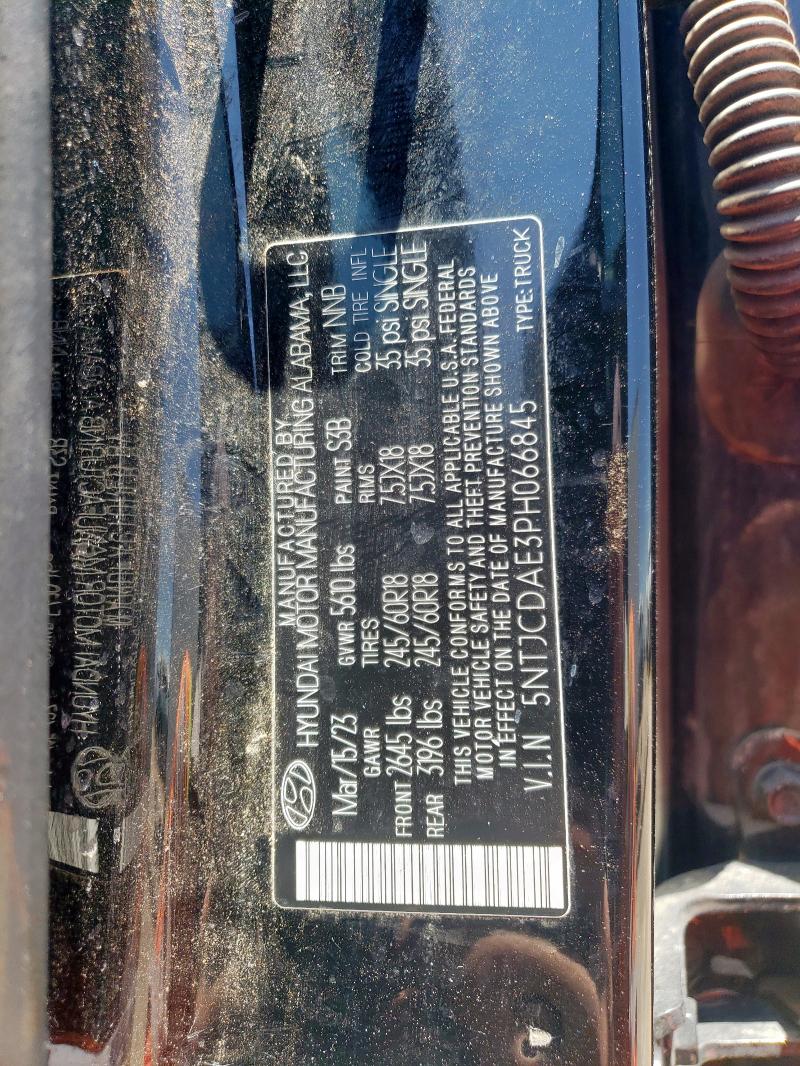 MANUFACTURED BY
HYUNDAI MOTOR MANUFACTURING ALABAMA, LLC
Mar/15/23 GVWR 5610 lbs PAINT S3B TRIM NNB
GAWR TIRES RIMS COLD TIRE INFL
FRONT 2645 lbs 245/60R18 7.5JX18 35 psi SINGLE
REAR 3196 lbs 245/60R18 7.5JX18 35 psi SINGLE
THIS VEHICLE CONFORMS TO ALL APPLICABLE U.S.A. FEDERAL
MOTOR VEHICLE SAFETY AND THEFT PREVENTION STANDARDS
IN EFFECT ON THE DATE OF MANUFACTURE SHOWN ABOVE
V.I.N 5NTJCDAE3PH066845 TYPE:TRUCK